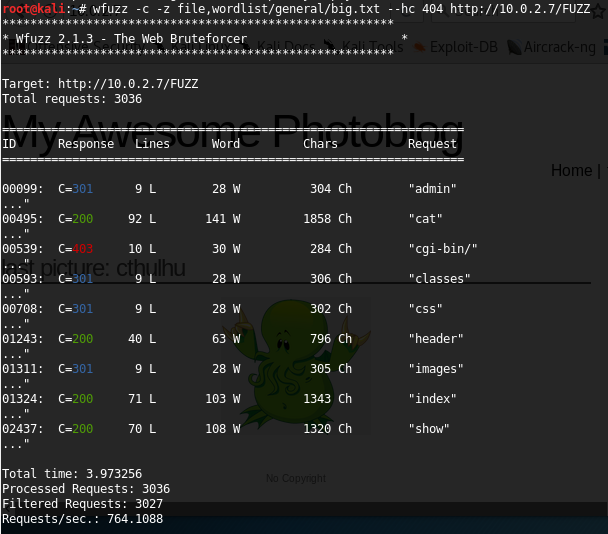 root@kali:~# wfuzz -c -z file,wordlist/general/big.txt --hc 404 http://10.0.2.7/FUZZ
********************************************************
* Wfuzz 2.1.3 - The Web Bruteforcer                      *
Kali Docs Kali Tools Exploit-DB Aircrack-ng
********************************************************
Target: http://10.0.2.7/FUZZ
Total requests: 3036
My Awesome Photoblog
==================================================================
ID      Response   Lines      Word         Chars          Request
==================================================================
Home |
00099:  C=301      9 L        28 W          304 Ch        "admin"
..."
00495:  C=200     92 L       141 W         1858 Ch        "cat"
..."
00539:  C=403     10 L        30 W          284 Ch        "cgi-bin/"
..."
last picture: cthulhu
00593:  C=301      9 L        28 W          306 Ch        "classes"
..."
00708:  C=301      9 L        28 W          302 Ch        "css"
..."
01243:  C=200     40 L        63 W          796 Ch        "header"
..."
01311:  C=301      9 L        28 W          305 Ch        "images"
..."
01324:  C=200     71 L       103 W         1343 Ch        "index"
..."
02437:  C=200     70 L       108 W         1320 Ch        "show"
..."
Total time: 3.973256
No Copyright
Processed Requests: 3036
Filtered Requests: 3027
Requests/sec.: 764.1088